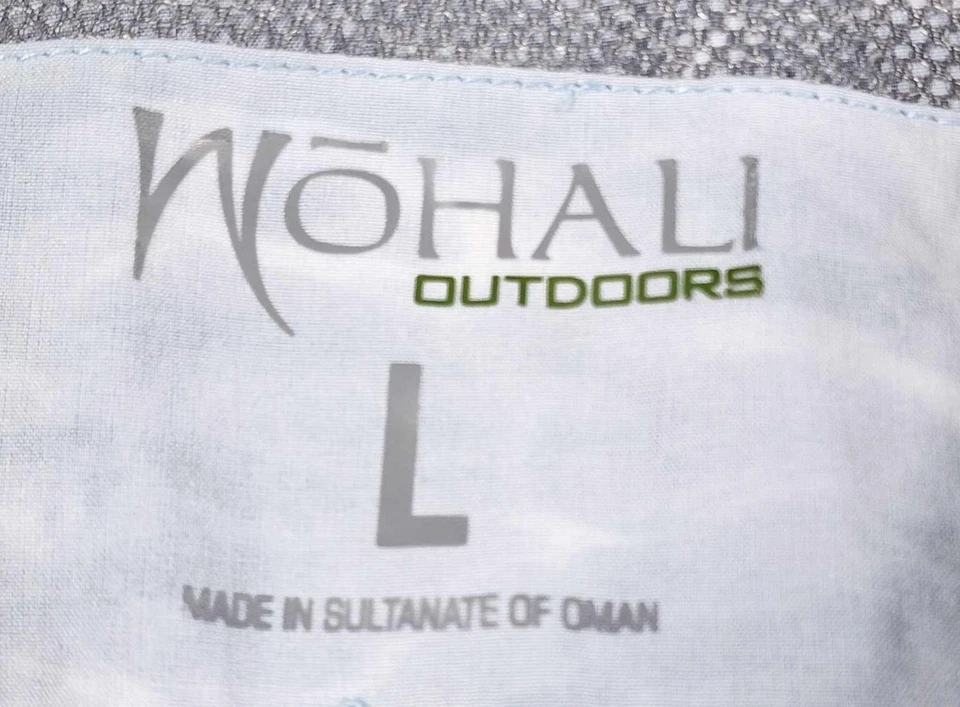 WŌHALI
OUTDOORS
L
MADE IN SULTANATE OF OMAN